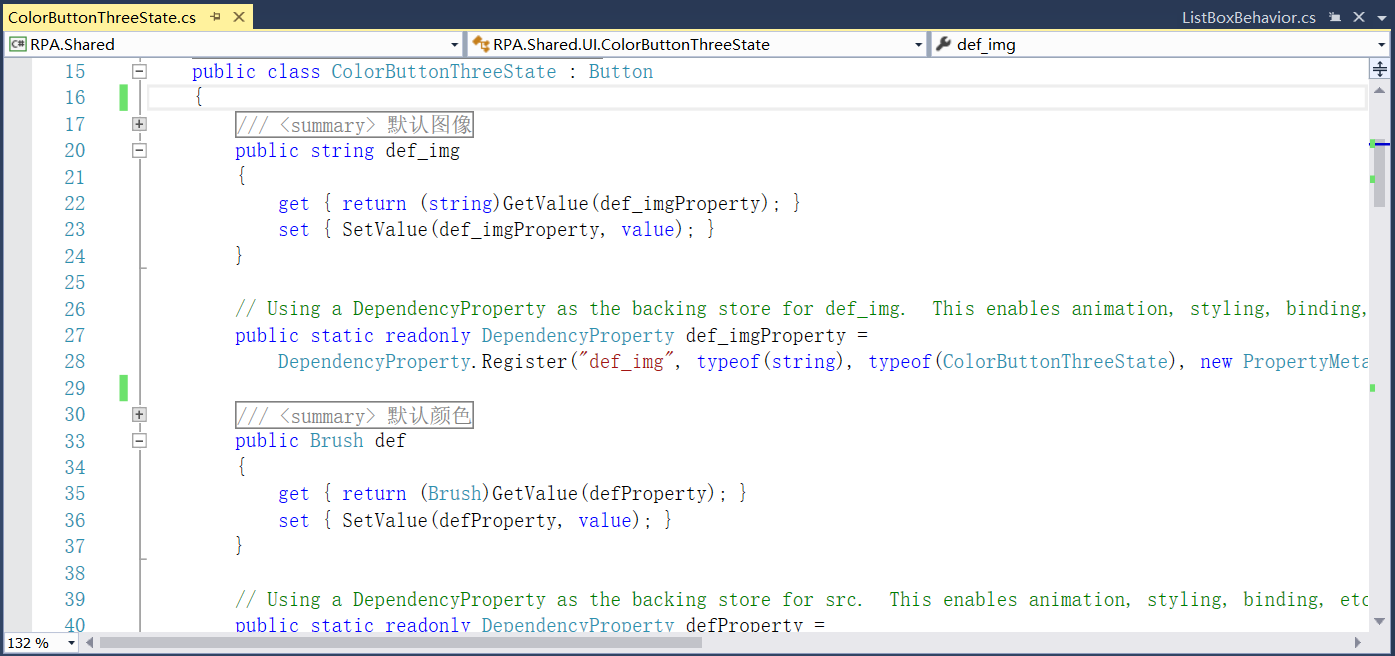 ColorButtonThreeState.cs ListBoxBehavior.cs
C# RPA.Shared RPA.Shared.UI.ColorButtonThreeState def_img
15 public class ColorButtonThreeState : Button
16 {
17 /// <summary> 默认图像
20 public string def_img
21 {
22 get { return (string)GetValue(def_imgProperty); }
23 set { SetValue(def_imgProperty, value); }
24 }
25
26 // Using a DependencyProperty as the backing store for def_img.  This enables animation, styling, binding,
27 public static readonly DependencyProperty def_imgProperty =
28 DependencyProperty.Register("def_img", typeof(string), typeof(ColorButtonThreeState), new PropertyMeta
29
30 /// <summary> 默认颜色
33 public Brush def
34 {
35 get { return (Brush)GetValue(defProperty); }
36 set { SetValue(defProperty, value); }
37 }
38
39 // Using a DependencyProperty as the backing store for src.  This enables animation, styling, binding, etc
40 public static readonly DependencyProperty defProperty =
132 %